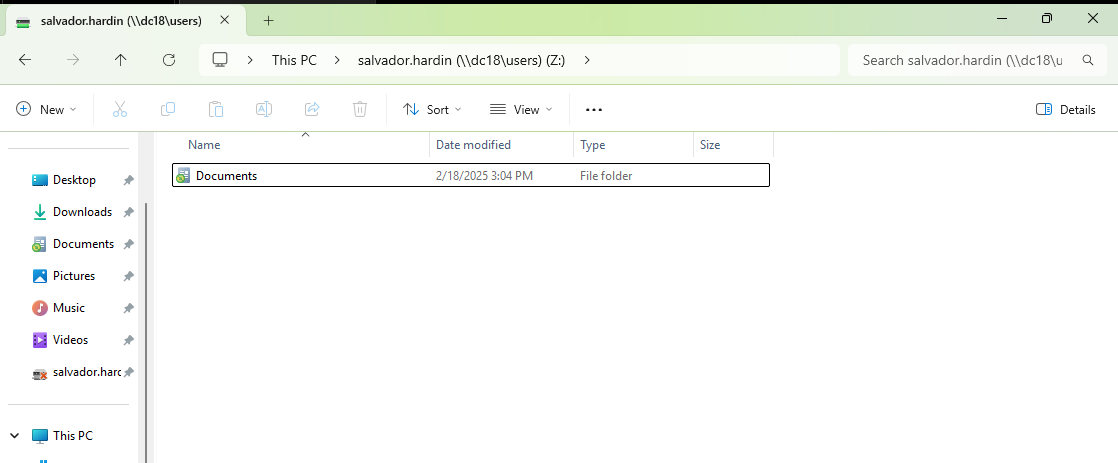 salvador.hardin (\\dc18\users)
This PC > salvador.hardin (\\dc18\users) (Z:) >
Search salvador.hardin (\\dc18\u
New
Sort
View
Details
Name
Date modified
Type
Size
Documents
2/18/2025 3:04 PM
File folder
Desktop
Downloads
Documents
Pictures
Music
Videos
salvador.hard
This PC